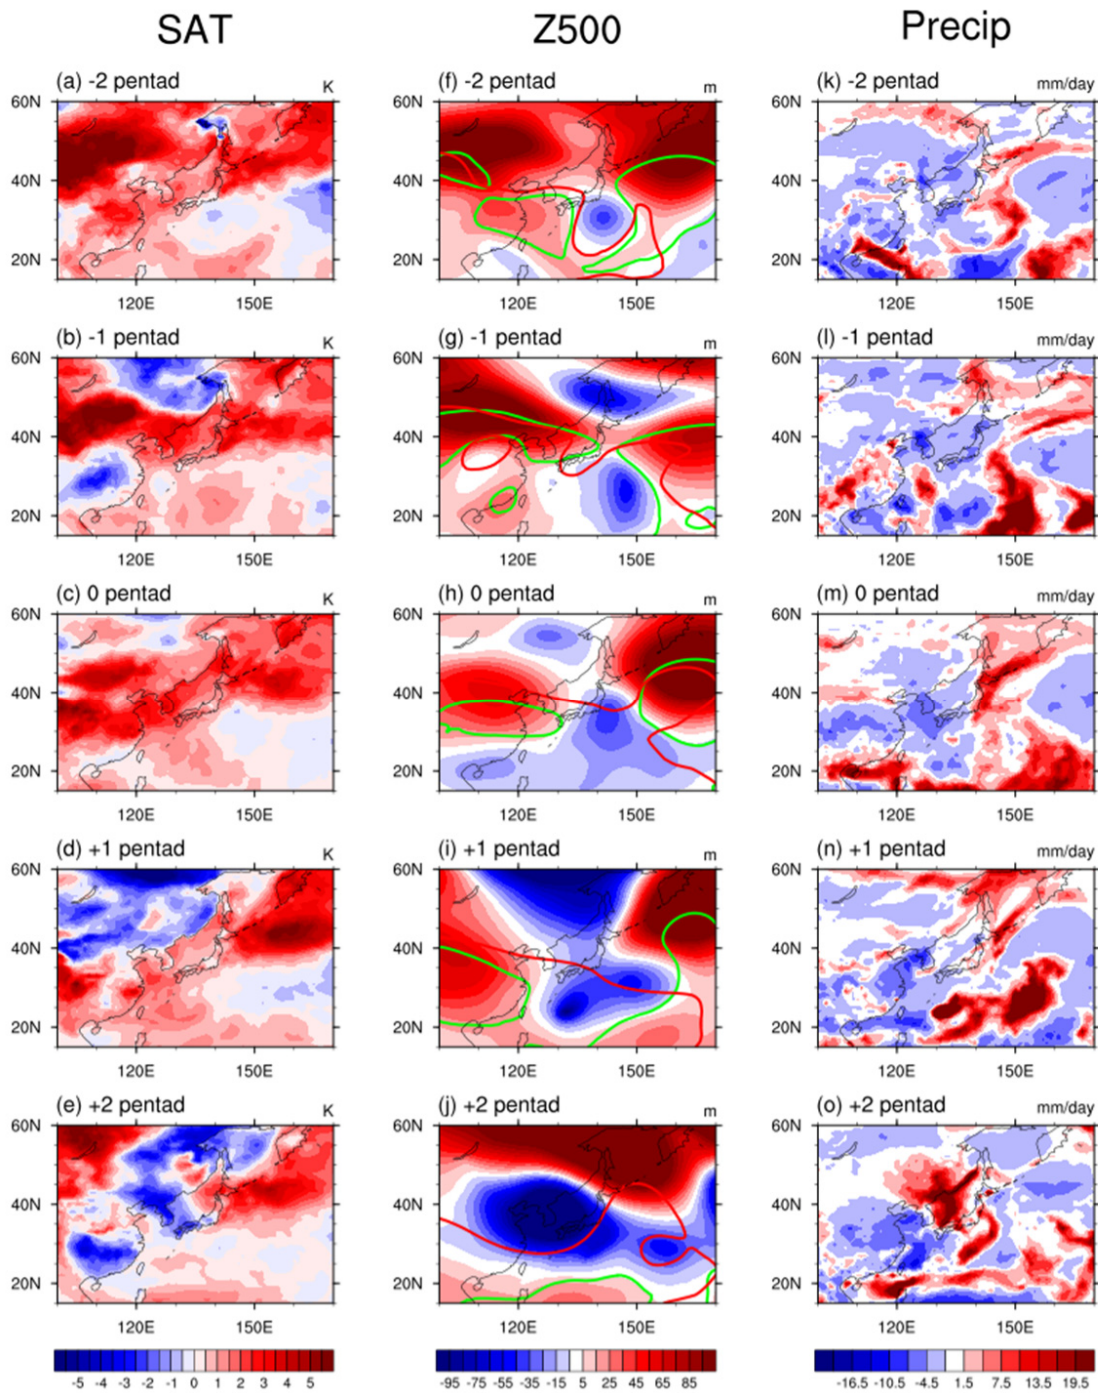 SAT Z500 Precip
(a) -2 pentad K (f) -2 pentad m (k) -2 pentad mm/day
60N 60N 60N
40N 40N 40N
20N 20N 20N
120E 150E 120E 150E 120E 150E
(b) -1 pentad K (g) -1 pentad m (l) -1 pentad mm/day
60N 60N 60N
40N 40N 40N
20N 20N 20N
120E 150E 120E 150E 120E 150E
(c) 0 pentad K (h) 0 pentad m (m) 0 pentad mm/day
60N 60N 60N
40N 40N 40N
20N 20N 20N
120E 150E 120E 150E 120E 150E
(d) +1 pentad K (i) +1 pentad m (n) +1 pentad mm/day
60N 60N 60N
40N 40N 40N
20N 20N 20N
120E 150E 120E 150E 120E 150E
(e) +2 pentad K (j) +2 pentad m (o) +2 pentad mm/day
60N 60N 60N
40N 40N 40N
20N 20N 20N
120E 150E 120E 150E 120E 150E
-5 -4 -3 -2 -1 0 1 2 3 4 5 -95 -75 -55 -35 -15 5 25 45 65 85 -16.5 -10.5 -4.5 1.5 7.5 13.5 19.5